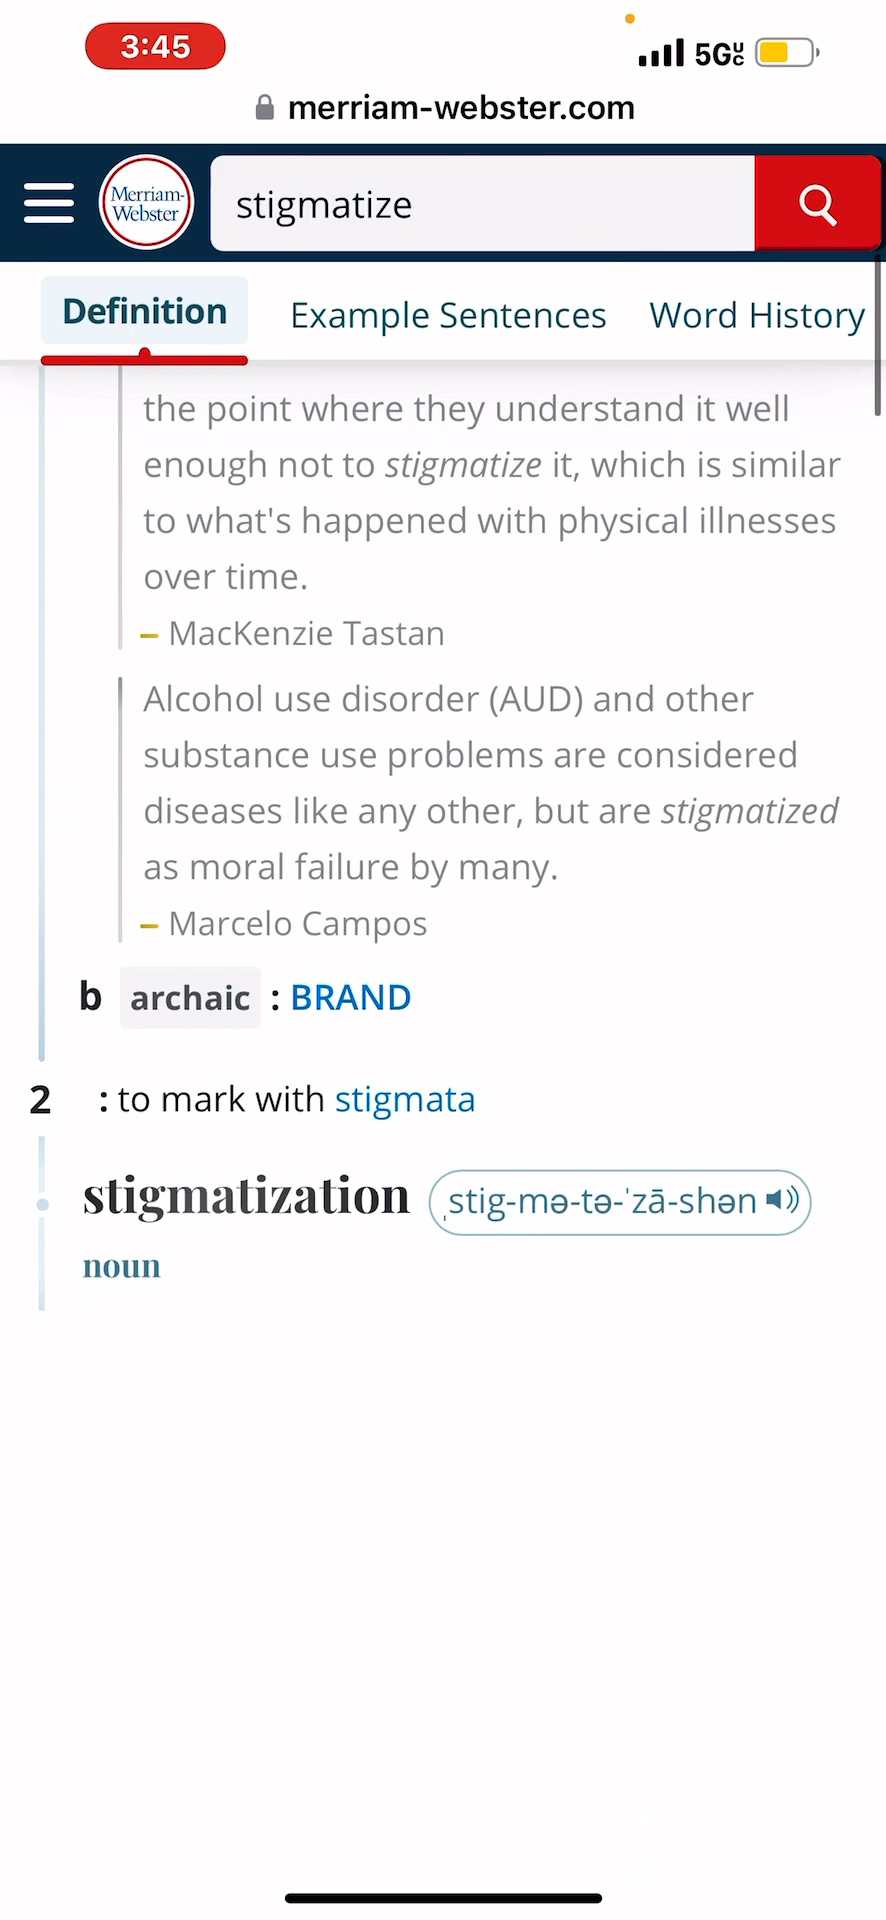 3:45
5G UC
merriam-webster.com
Merriam-
Webster
stigmatize
Definition
Example Sentences
Word History
the point where they understand it well
enough not to stigmatize it, which is similar
to what's happened with physical illnesses
over time.
— MacKenzie Tastan
Alcohol use disorder (AUD) and other
substance use problems are considered
diseases like any other, but are stigmatized
as moral failure by many.
— Marcelo Campos
b archaic : BRAND
2 : to mark with stigmata
stigmatization ˌstig-mə-tə-ˈzā-shən
noun